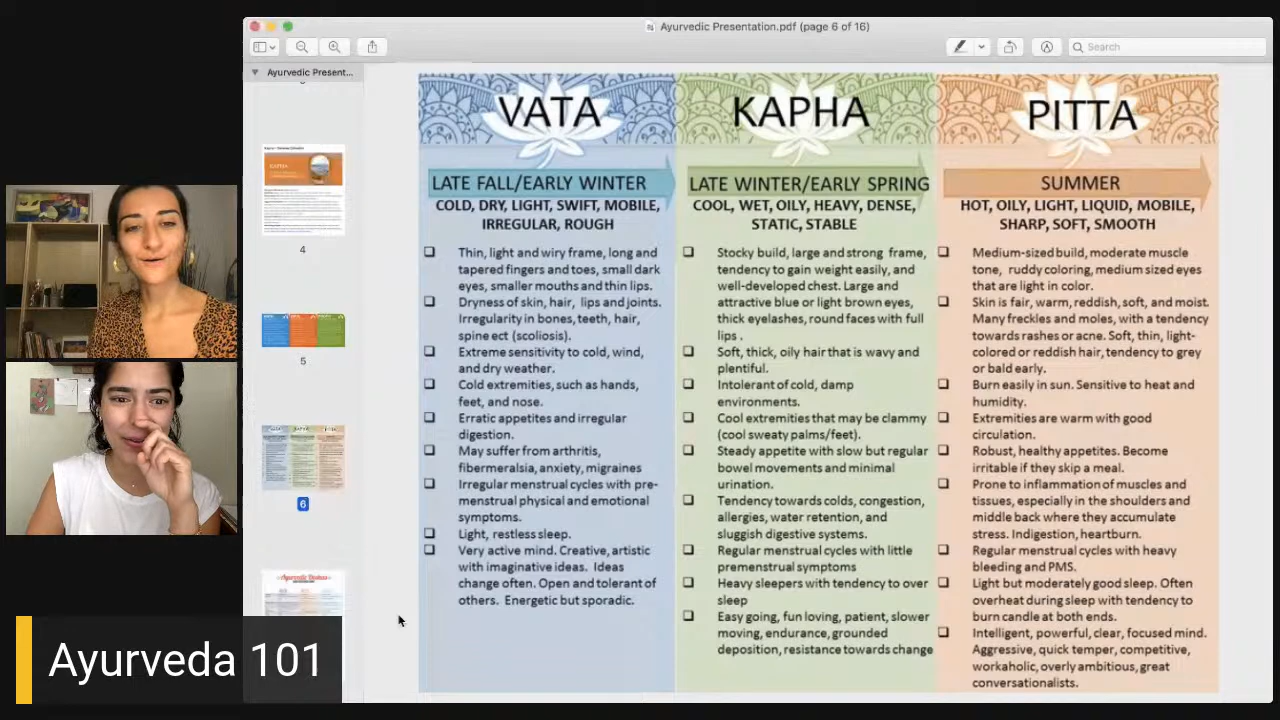 Ayurvedic Presentation.pdf (page 6 of 16)
Search
Ayurvedic Present...
KAPHA
4
5
6
VATA
LATE FALL/EARLY WINTER
COLD, DRY, LIGHT, SWIFT, MOBILE,
IRREGULAR, ROUGH
Thin, light and wiry frame, long and
tapered fingers and toes, small dark
eyes, smaller mouths and thin lips.
Dryness of skin, hair, lips and joints.
Irregularity in bones, teeth, hair,
spine ect (scoliosis).
Extreme sensitivity to cold, wind,
and dry weather.
Cold extremities, such as hands,
feet, and nose.
Erratic appetites and irregular
digestion.
May suffer from arthritis,
fibermeralsia,anxiety, migraines
Irregular menstrual cycles with pre-
menstrual physical and emotional
symptoms.
Light, restless sleep.
Very active mind. Creative, artistic
with imaginative ideas. Ideas
change often. Open and tolerant of
others. Energetic but sporadic.
KAPHA
LATE WINTER/EARLY SPRING
COOL, WET, OILY, HEAVY, DENSE,
STATIC, STABLE
Stocky build, large and strong frame,
tendency to gain weight easily, and
well-developed chest. Large and
attractive blue or light brown eyes,
thick eyelashes, round faces with full
lips .
Soft, thick, oily hair that is wavy and
plentiful.
Intolerant of cold, damp
environments.
Cool extremities that may be clammy
(cool sweaty palms/feet).
Steady appetite with slow but regular
bowel movements and minimal
urination.
Tendency towards colds, congestion,
allergies, water retention, and
sluggish digestive systems.
Regular menstrual cycles with little
premenstrual symptoms
Heavy sleepers with tendency to over
sleep
Easy going, fun loving, patient, slower
moving, endurance, grounded
deposition, resistance towards change
PITTA
SUMMER
HOT, OILY, LIGHT, LIQUID, MOBILE,
SHARP, SOFT, SMOOTH
Medium-sized build, moderate muscle
tone, ruddy coloring, medium sized eyes
that are light in color.
Skin is fair, warm, reddish, soft, and moist.
Many freckles and moles, with a tendency
towards rashes or acne. Soft, thin, light-
colored or reddish hair, tendency to grey
or bald early.
Burn easily in sun. Sensitive to heat and
humidity.
Extremities are warm with good
circulation.
Robust, healthy appetites. Become
irritable if they skip a meal.
Prone to inflammation of muscles and
tissues, especially in the shoulders and
middle back where they accumulate
stress. Indigestion, heartburn.
Regular menstrual cycles with heavy
bleeding and PMS.
Light but moderately good sleep. Often
overheat during sleep with tendency to
burn candle at both ends.
Intelligent, powerful, clear, focused mind.
Aggressive, quick temper, competitive,
workaholic, overly ambitious, great
conversationalists.
Ayurveda 101